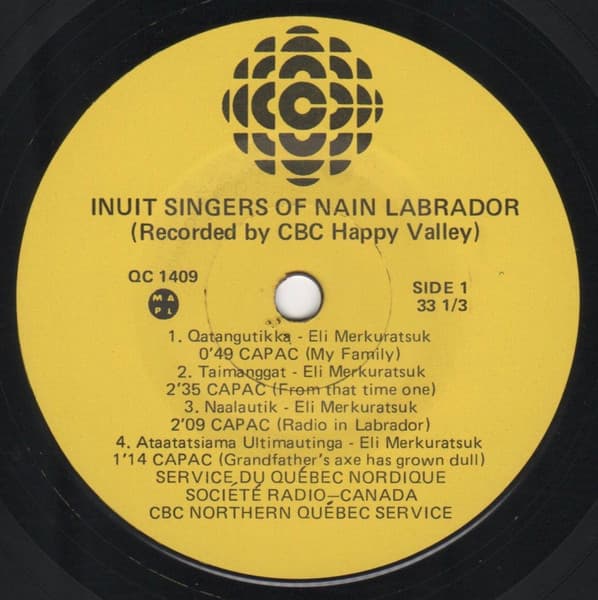 INUIT SINGERS OF NAIN LABRADOR
(Recorded by CBC Happy Valley)
QC 1409
SIDE 1
MA
PL
33 1/3
1. Qatangutikka - Eli Merkuratsuk
0'49 CAPAC (My Family)
2. Taimanggat - Eli Merkuratsuk
2'35 CAPAC (From that time one)
3. Naalautik - Eli Merkuratsuk
2'09 CAPAC (Radio in Labrador)
4. Ataatatsiama Ultimautinga - Eli Merkuratsuk
1'14 CAPAC (Grandfather's axe has grown dull)
SERVICE DU QUÉBEC NORDIQUE
SOCIÉTÉ RADIO—CANADA
CBC NORTHERN QUÉBEC SERVICE